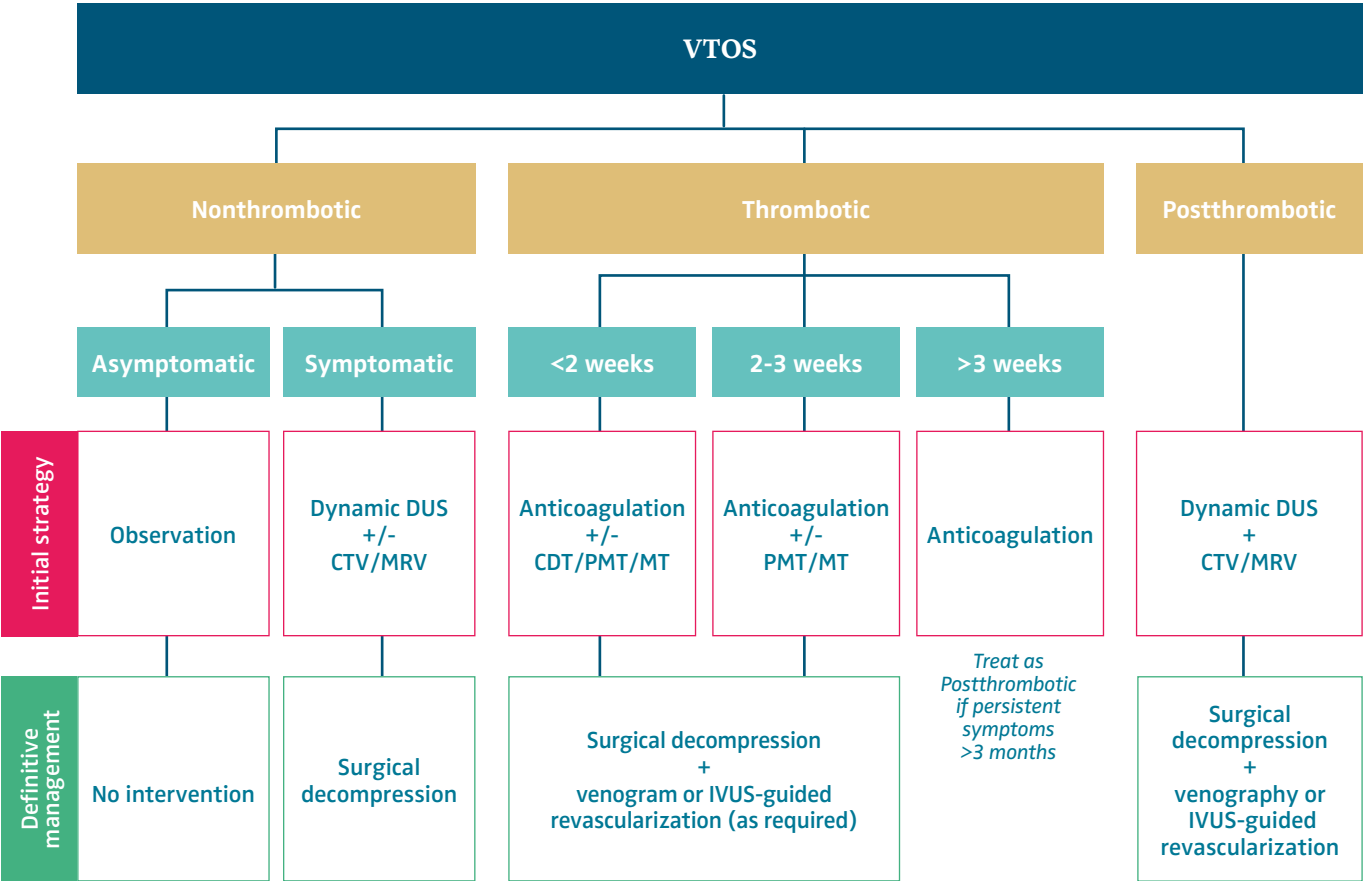 VTOS
Nonthrombotic
Thrombotic
Postthrombotic
Asymptomatic
Symptomatic
<2 weeks
2-3 weeks
>3 weeks
Initial strategy
Observation
Dynamic DUS
+/-
CTV/MRV
Anticoagulation
+/-
CDT/PMT/MT
Anticoagulation
+/-
PMT/MT
Anticoagulation
Dynamic DUS
+
CTV/MRV
Treat as
Postthrombotic
if persistent
symptoms
>3 months
Definitive
management
No intervention
Surgical
decompression
Surgical decompression
+
venogram or IVUS-guided
revascularization (as required)
Surgical
decompression
+
venography or
IVUS-guided
revascularization